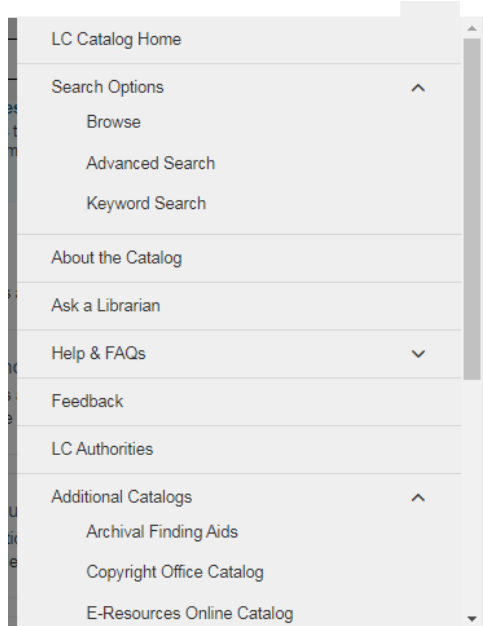 LC Catalog Home
Search Options
Browse
Advanced Search
Keyword Search
About the Catalog
Ask a Librarian
Help & FAQs
Feedback
LC Authorities
Additional Catalogs
Archival Finding Aids
Copyright Office Catalog
E-Resources Online Catalog